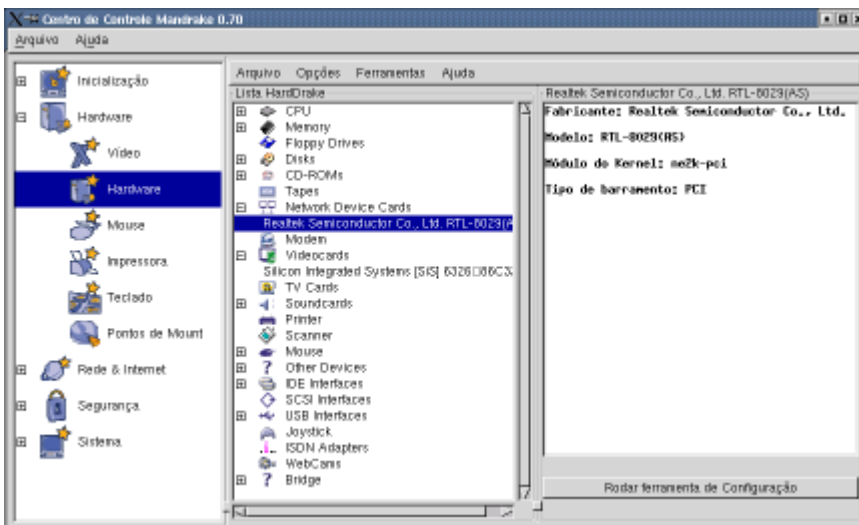 Centro de Controle Mandrake 0.70
Arquivo Ajuda
Inicialização
Hardware
Vídeo
Hardware
Mouse
Impressora
Teclado
Pontos de Mount
Rede & Internet
Segurança
Sistema
Arquivo Opções Ferramentas Ajuda
Lista HardDrake
CPU
Memory
Floppy Drives
Disks
CD-ROMs
Tapes
Network Device Cards
Realtek Semiconductor Co., Ltd. RTL-8029(A
Modem
Videocards
Silicon Integrated Systems [SiS] 6326
TV Cards
Soundcards
Printer
Scanner
Mouse
Other Devices
IDE Interfaces
SCSI Interfaces
USB Interfaces
Joystick
ISDN Adapters
WebCams
Bridge
Realtek Semiconductor Co., Ltd. RTL-8029(AS)
Fabricante: Realtek Semiconductor Co., Ltd.
Modelo: RTL-8029(AS)
Módulo do Kernel: ne2k-pci
Tipo de barramento: PCI
Rodar ferramenta de Configuração